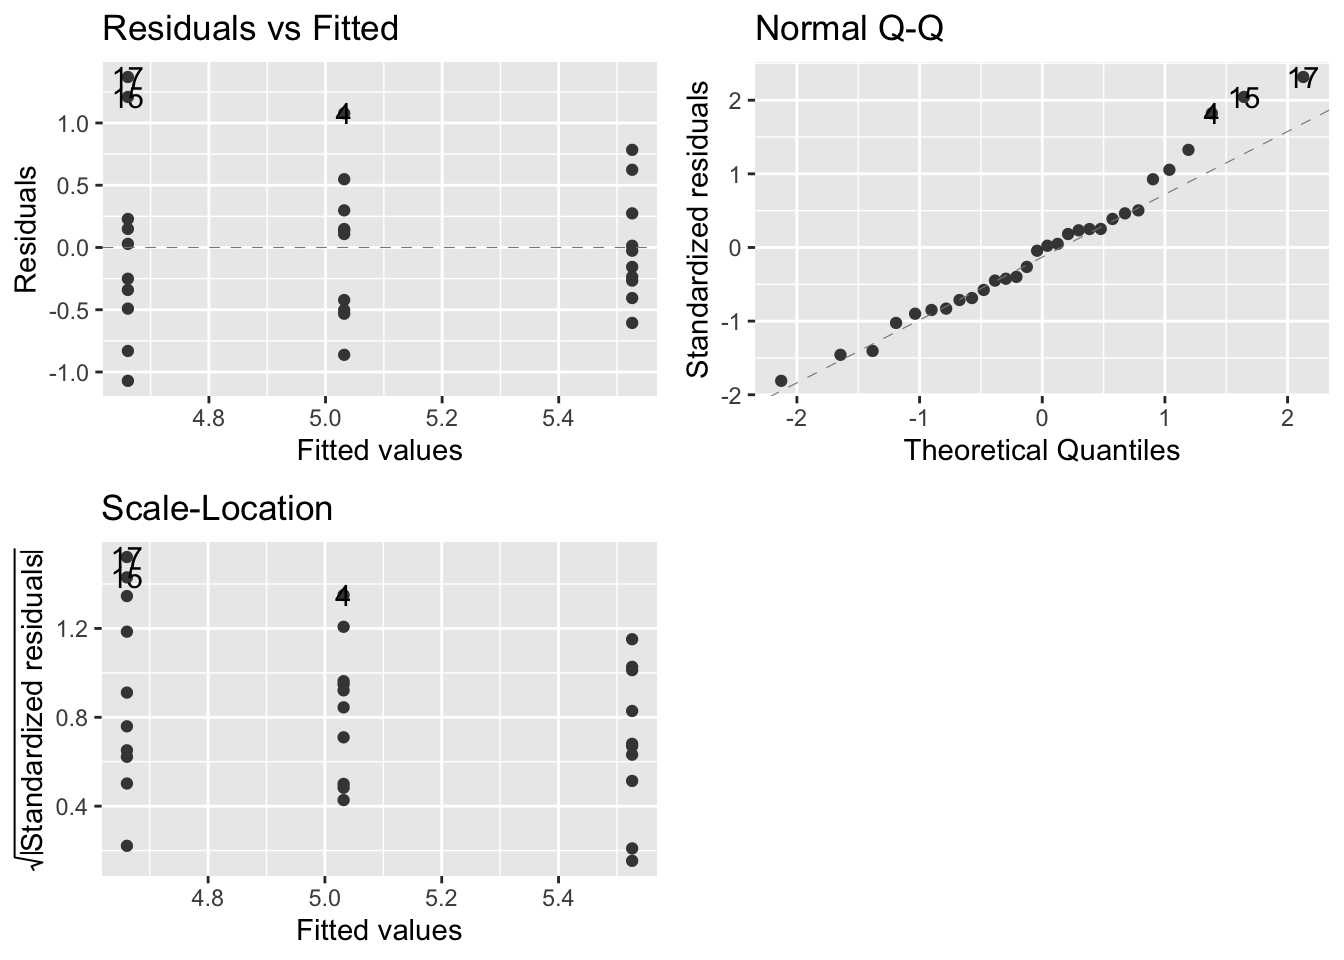 Residuals vs Fitted
17
15
4
1.0
0.5
0.0
-0.5
-1.0
Residuals
4.8 5.0 5.2 5.4
Fitted values
Normal Q-Q
17
15
4
2
1
0
-1
-2
Standardized residuals
-2 -1 0 1 2
Theoretical Quantiles
Scale-Location
17
15
4
1.2
0.8
0.4
√|Standardized residuals|
4.8 5.0 5.2 5.4
Fitted values